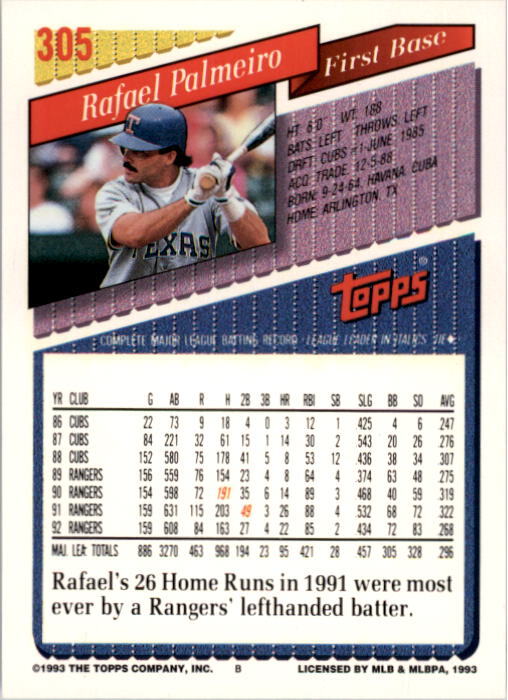 305
Rafael Palmeiro
First Base
HT: 6'0" WT: 188
BATS: LEFT THROWS: LEFT
DRFT: CUBS #1-JUNE, 1985
ACQ: TRADE, 12-5-88
BORN: 9-24-64, HAVANA, CUBA
HOME: ARLINGTON, TX
T
TEXAS
TOPPS®
COMPLETE MAJOR LEAGUE BATTING RECORD - LEAGUE LEADER IN ITALICS, TIE◆
YR CLUB G AB R H 2B 3B HR RBI SB SLG BB SO AVG
86 CUBS 22 73 9 18 4 0 3 12 1 .425 4 6 .247
87 CUBS 84 221 32 61 15 1 14 30 2 .543 20 26 .276
88 CUBS 152 580 75 178 41 5 8 53 12 .436 38 34 .307
89 RANGERS 156 559 76 154 23 4 8 64 4 .374 63 48 .275
90 RANGERS 154 598 72 191 35 6 14 89 3 .468 40 59 .319
91 RANGERS 159 631 115 203 49 3 26 88 4 .532 68 72 .322
92 RANGERS 159 608 84 163 27 4 22 85 2 .434 72 83 .268
MAJ. LEA. TOTALS 886 3270 463 968 194 23 95 421 28 .457 305 328 .296
Rafael's 26 Home Runs in 1991 were most
ever by a Rangers' lefthanded batter.
©1993 THE TOPPS COMPANY, INC. B LICENSED BY MLB & MLBPA, 1993